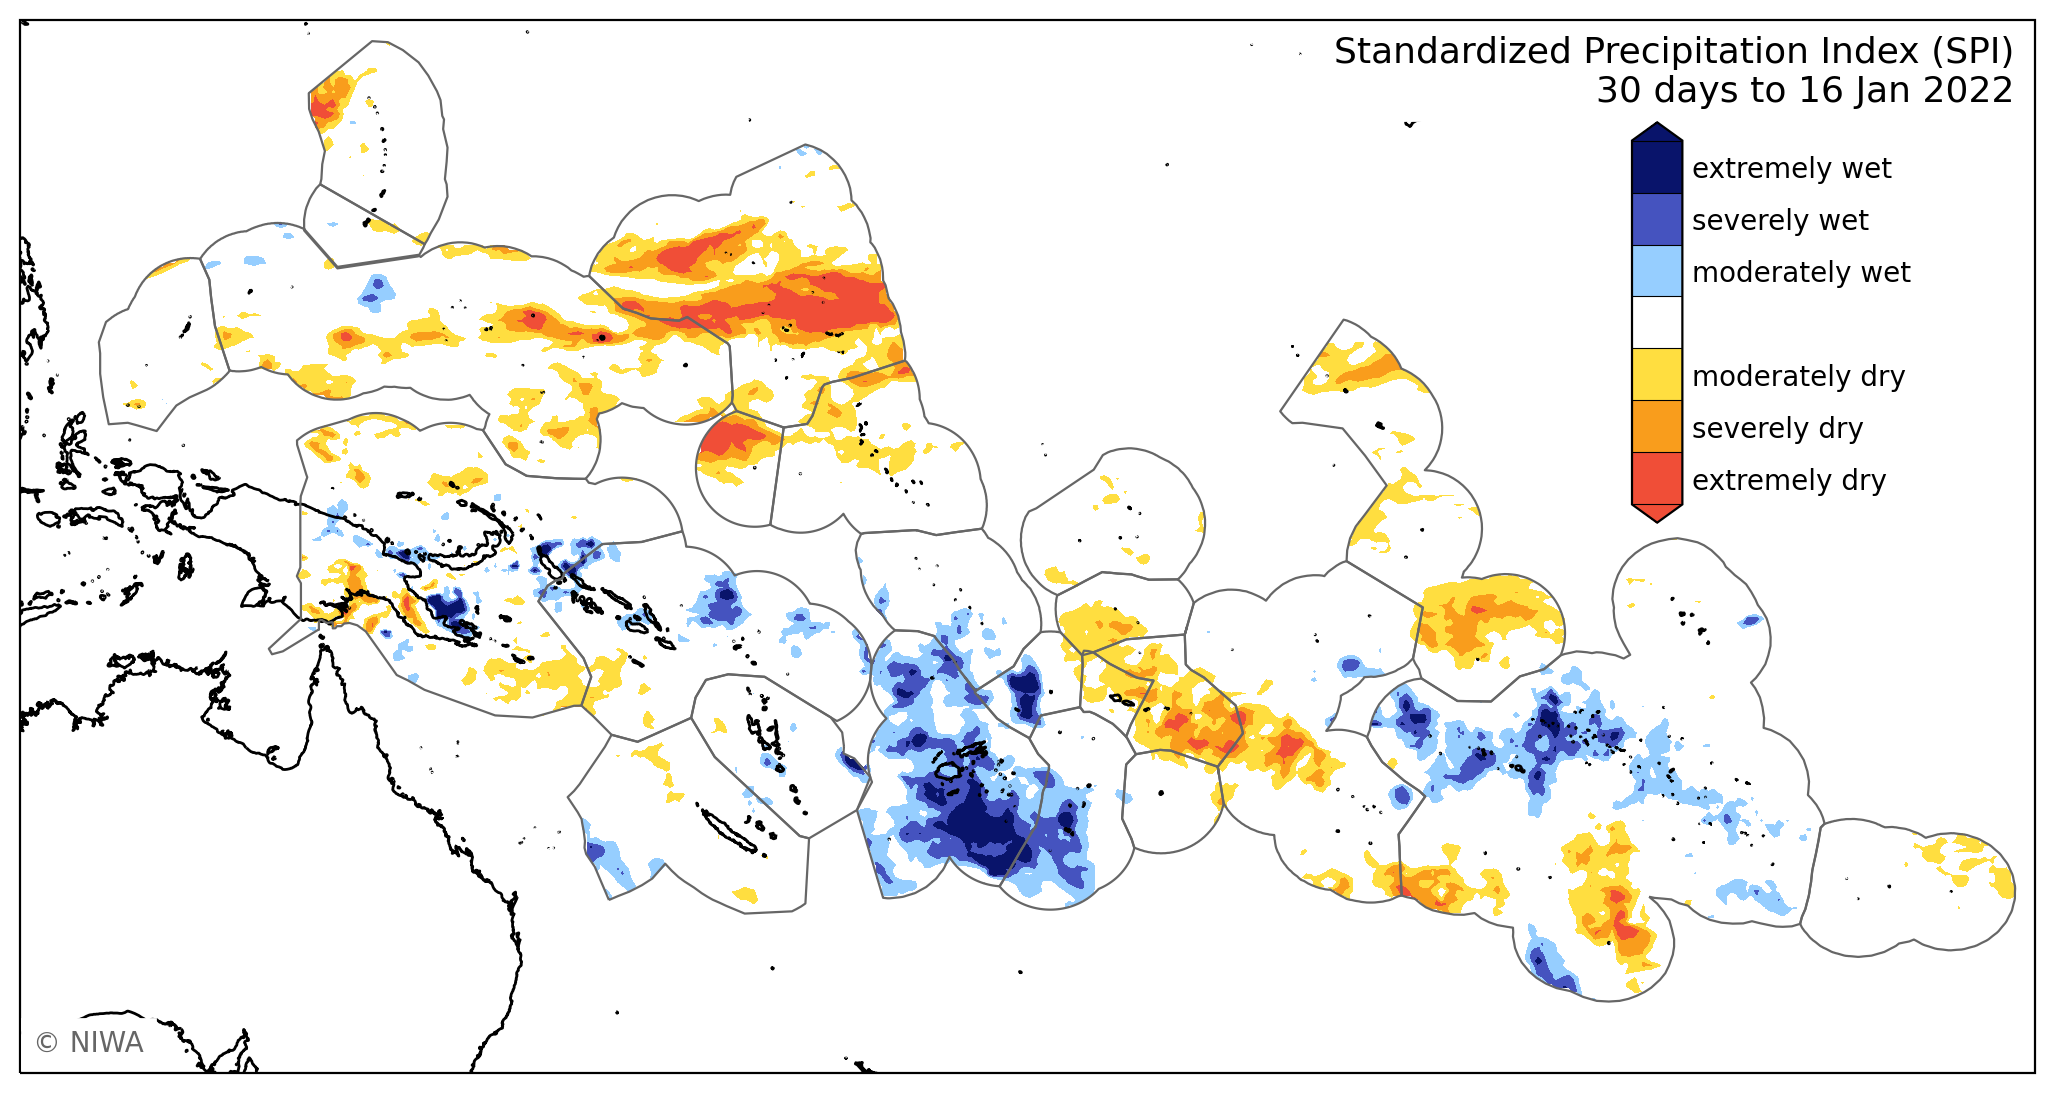 Standardized Precipitation Index (SPI)
30 days to 16 Jan 2022
extremely wet
severely wet
moderately wet
moderately dry
severely dry
extremely dry
© NIWA